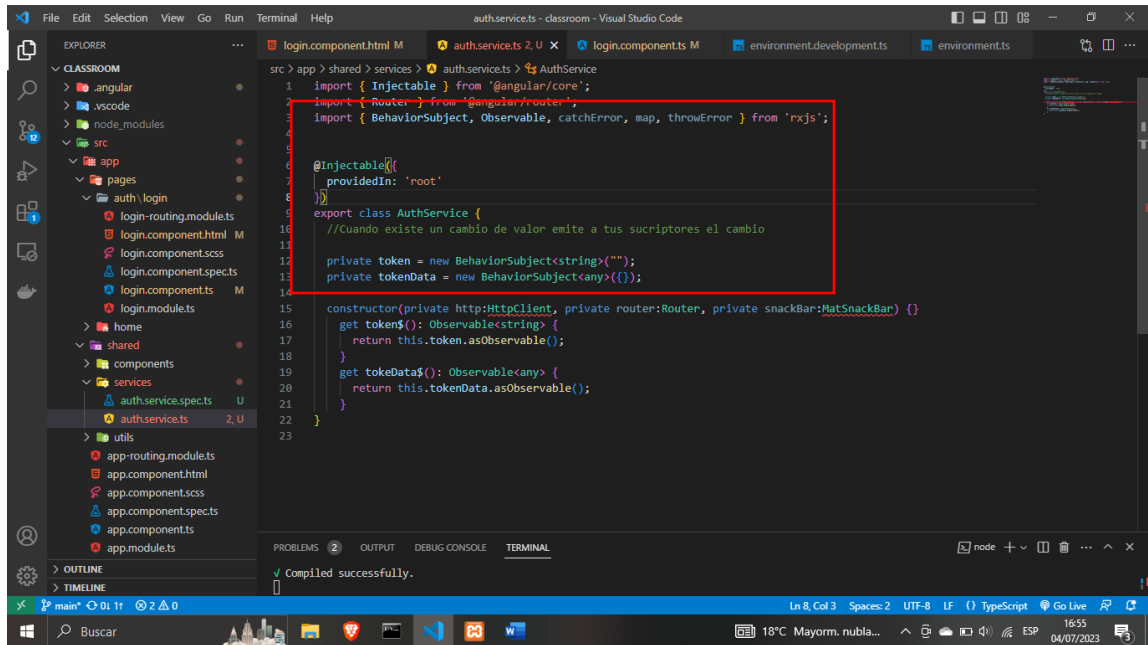 File Edit Selection View Go Run Terminal Help
auth.service.ts - classroom - Visual Studio Code
EXPLORER
CLASSROOM
.angular
.vscode
node_modules
src
app
pages
auth\login
login-routing.module.ts
login.component.html M
login.component.scss
login.component.spec.ts
login.component.ts M
login.module.ts
home
shared
components
services
auth.service.spec.ts U
auth.service.ts 2, U
utils
app-routing.module.ts
app.component.html
app.component.scss
app.component.spec.ts
app.component.ts
app.module.ts
OUTLINE
TIMELINE
login.component.html M auth.service.ts 2, U login.component.ts M environment.development.ts environment.ts
src > app > shared > services > auth.service.ts > AuthService
1 import { Injectable } from '@angular/core';
2 import { Router } from '@angular/router';
3 import { BehaviorSubject, Observable, catchError, map, throwError } from 'rxjs';
4
5
6 @Injectable({
7 providedIn: 'root'
8 })
9 export class AuthService {
10 //Cuando existe un cambio de valor emite a tus sucriptores el cambio
11
12 private token = new BehaviorSubject<string>("");
13 private tokenData = new BehaviorSubject<any>({});
14
15 constructor(private http:HttpClient, private router:Router, private snackBar:MatSnackBar) {}
16 get token$(): Observable<string> {
17 return this.token.asObservable();
18 }
19 get tokeData$(): Observable<any> {
20 return this.tokenData.asObservable();
21 }
22 }
23
PROBLEMS 2 OUTPUT DEBUG CONSOLE TERMINAL
node
√ Compiled successfully.
main* 0↓ 1↑ 2 0
Ln 8, Col 3 Spaces: 2 UTF-8 LF {} TypeScript Go Live
Buscar
18°C Mayorm. nubla...
ESP
16:55
04/07/2023